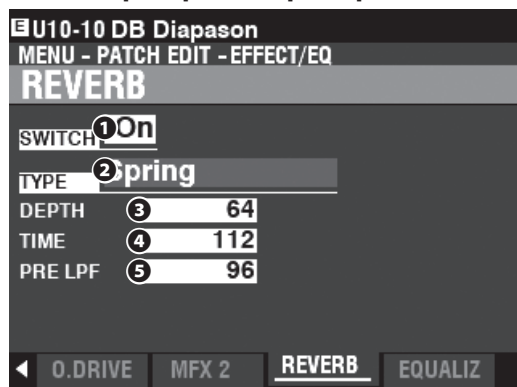 E U10-10 DB Diapason
MENU - PATCH EDIT - EFFECT/EQ
REVERB
SWITCH 1 On
TYPE 2 Spring
DEPTH 3 64
TIME 4 112
PRE LPF 5 96
O.DRIVE MFX 2 REVERB EQUALIZ